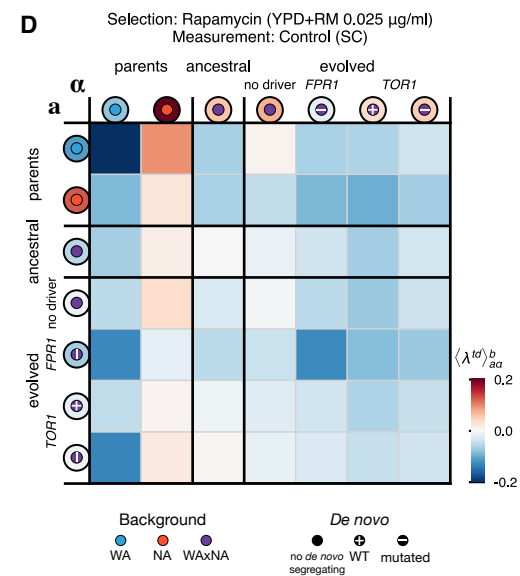 D
Selection: Rapamycin (YPD+RM 0.025 µg/ml)
Measurement: Control (SC)
parents ancestral evolved
no driver FPR1 TOR1
α
a
parents
ancestral
evolved
no driver
FPR1
TOR1
⟨λᵗᵈ⟩ᵇaα
0.2
0.0
-0.2
Background
WA NA WAxNA
De novo
no de novo segregating WT mutated